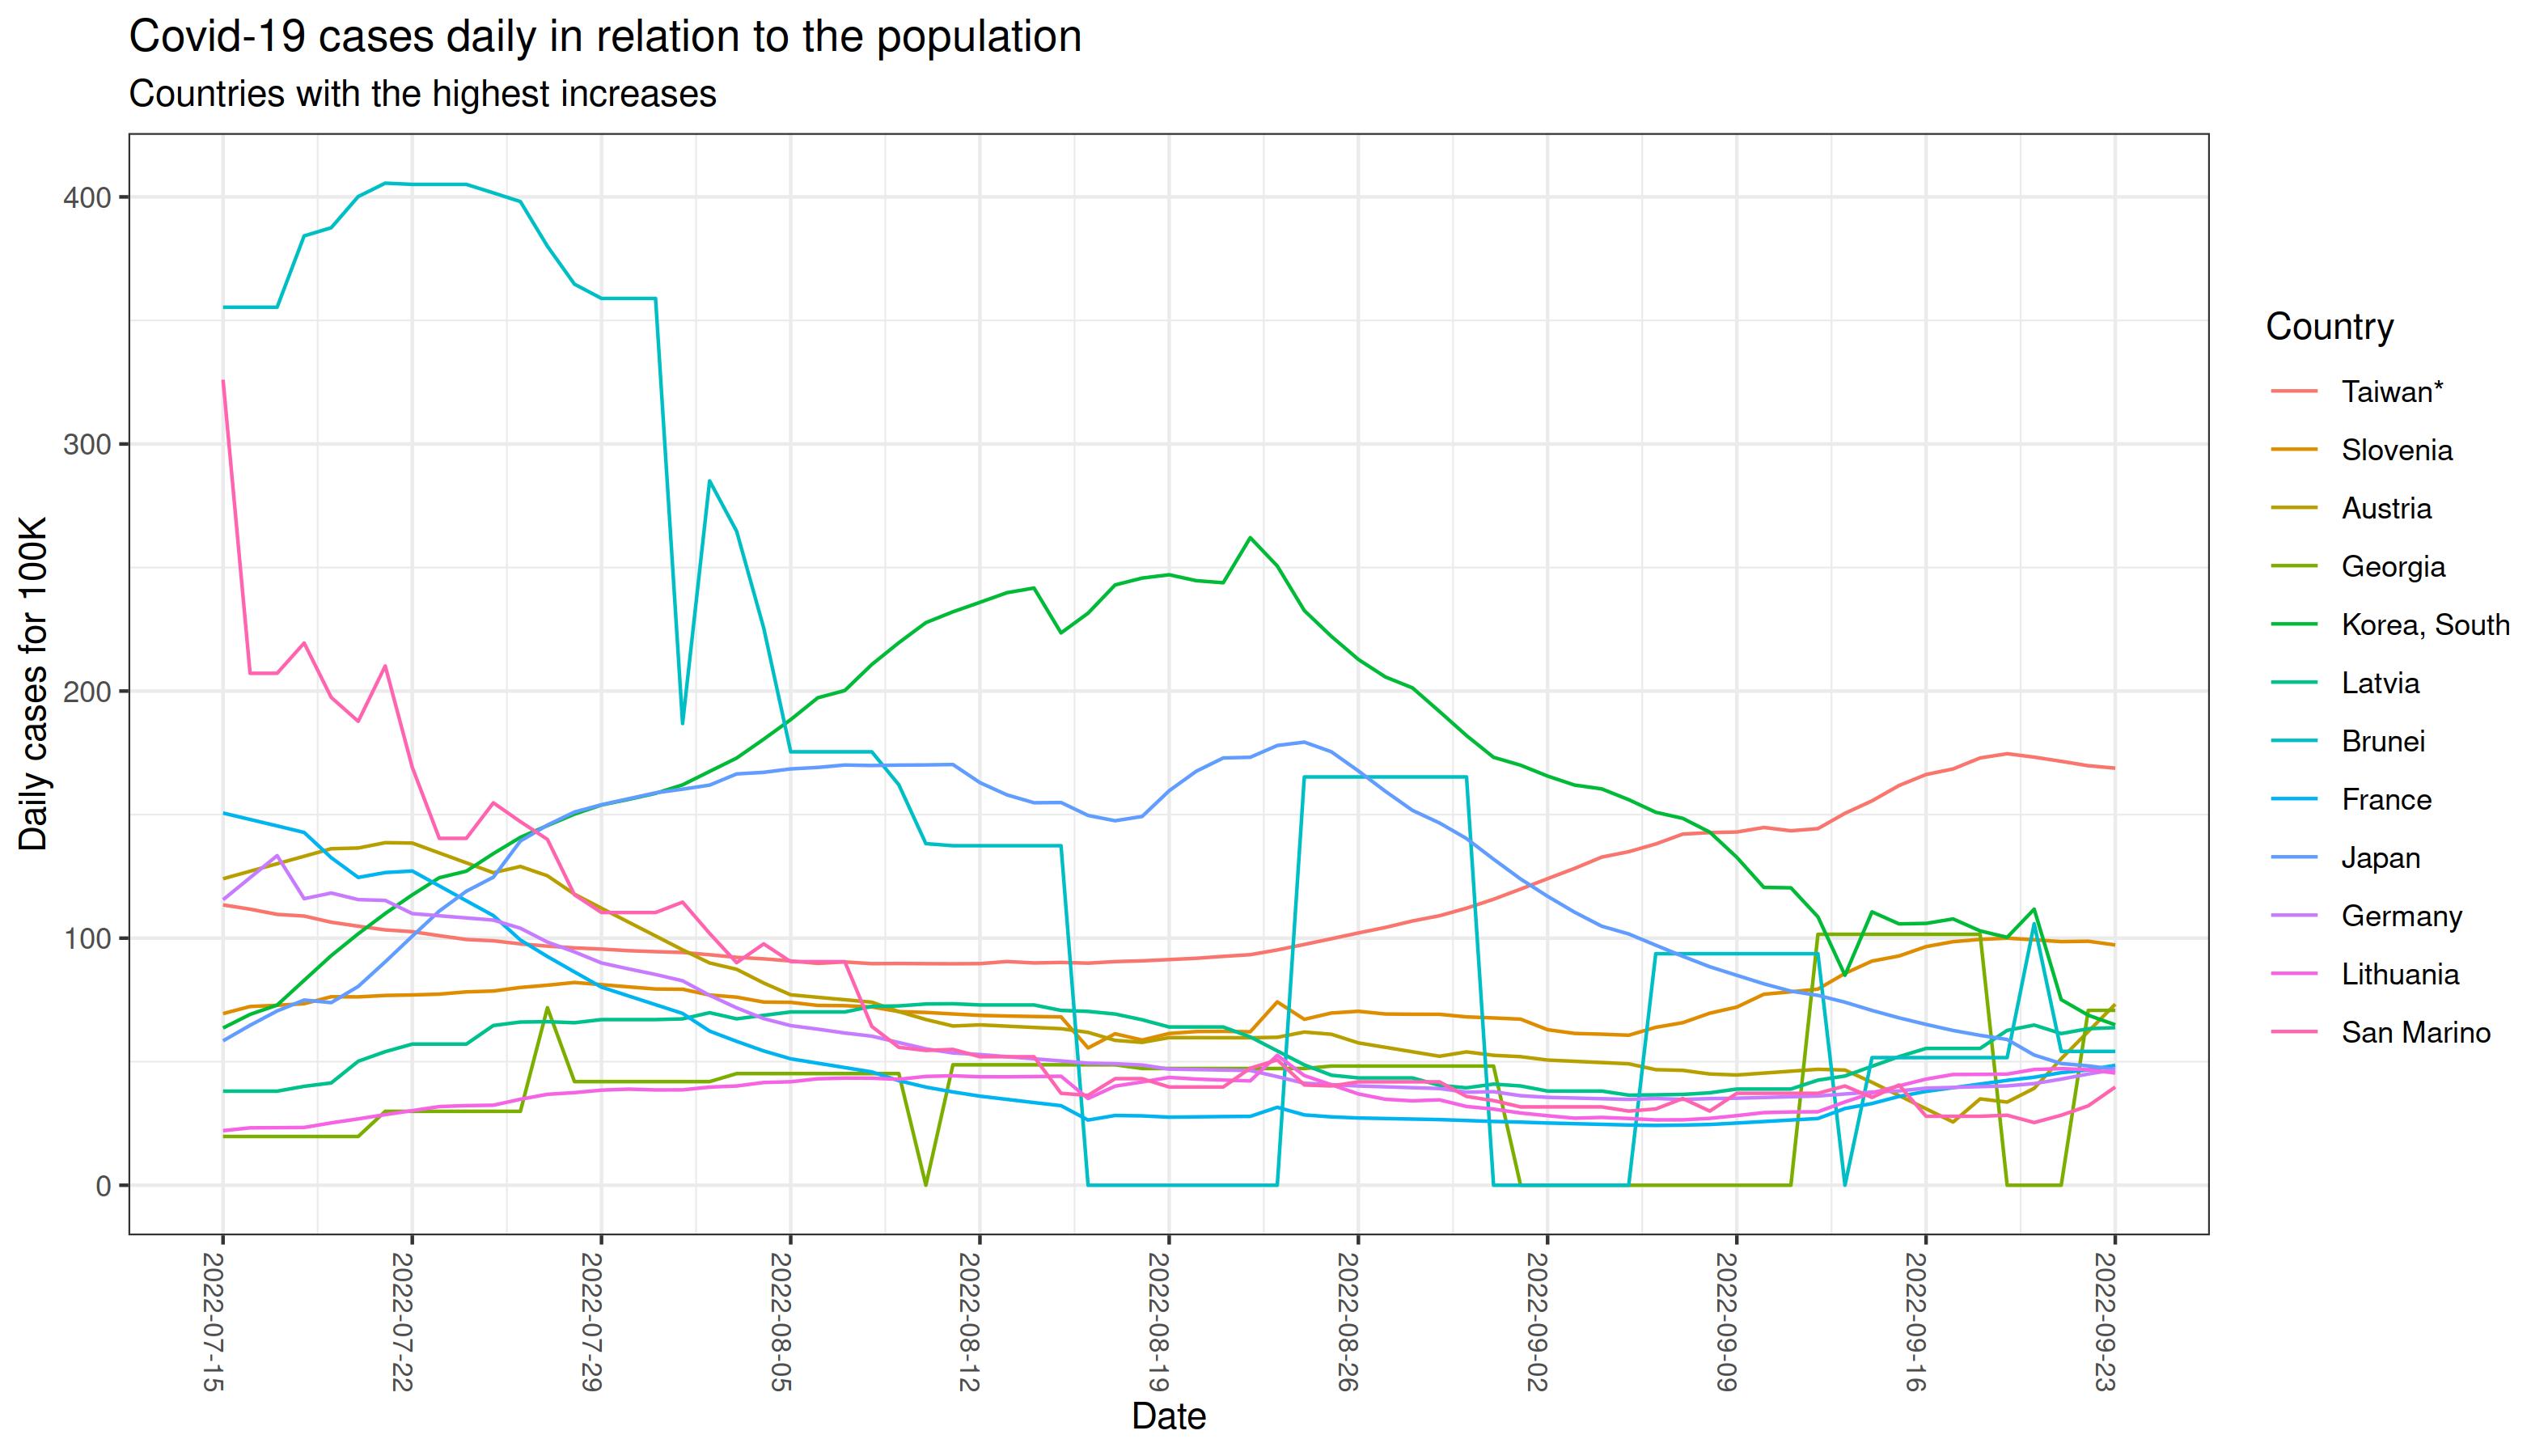 Covid-19 cases daily in relation to the population
Countries with the highest increases
Daily cases for 100K
400
300
200
100
0
2022-07-15
2022-07-22
2022-07-29
2022-08-05
2022-08-12
2022-08-19
2022-08-26
2022-09-02
2022-09-09
2022-09-16
2022-09-23
Date
Country
Taiwan*
Slovenia
Austria
Georgia
Korea, South
Latvia
Brunei
France
Japan
Germany
Lithuania
San Marino